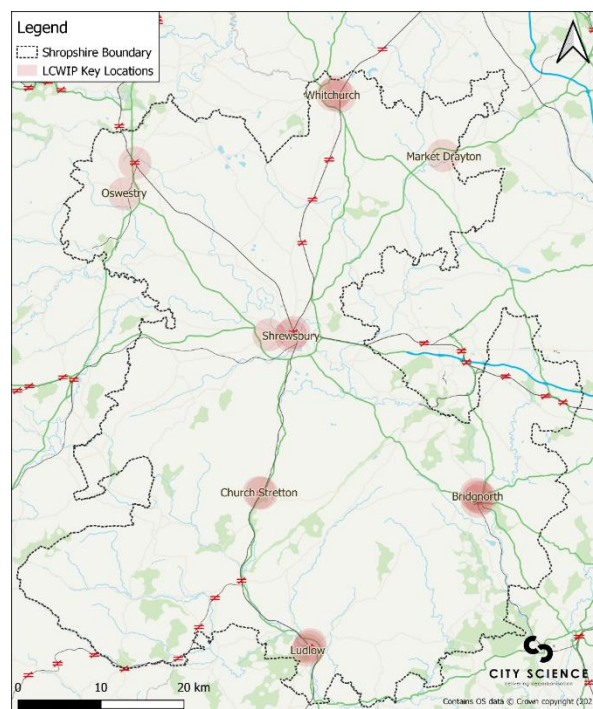 Legend
Shropshire Boundary
LCWIP Key Locations
Whitchurch
Market Drayton
Oswestry
Shrewsbury
Church Stretton
Bridgnorth
Ludlow
CITY SCIENCE
0 10 20 km
Contains OS data © Crown copyright (202